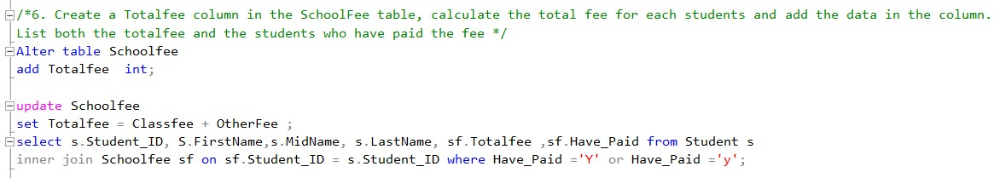 /*6. Create a Totalfee column in the SchoolFee table, calculate the total fee for each students and add the data in the column.
List both the totalfee and the students who have paid the fee */
Alter table Schoolfee
add Totalfee  int;
update Schoolfee
set Totalfee = Classfee + OtherFee ;
select s.Student_ID, S.FirstName,s.MidName, s.LastName, sf.Totalfee ,sf.Have_Paid from Student s
inner join Schoolfee sf on sf.Student_ID = s.Student_ID where Have_Paid ='Y' or Have_Paid ='y';